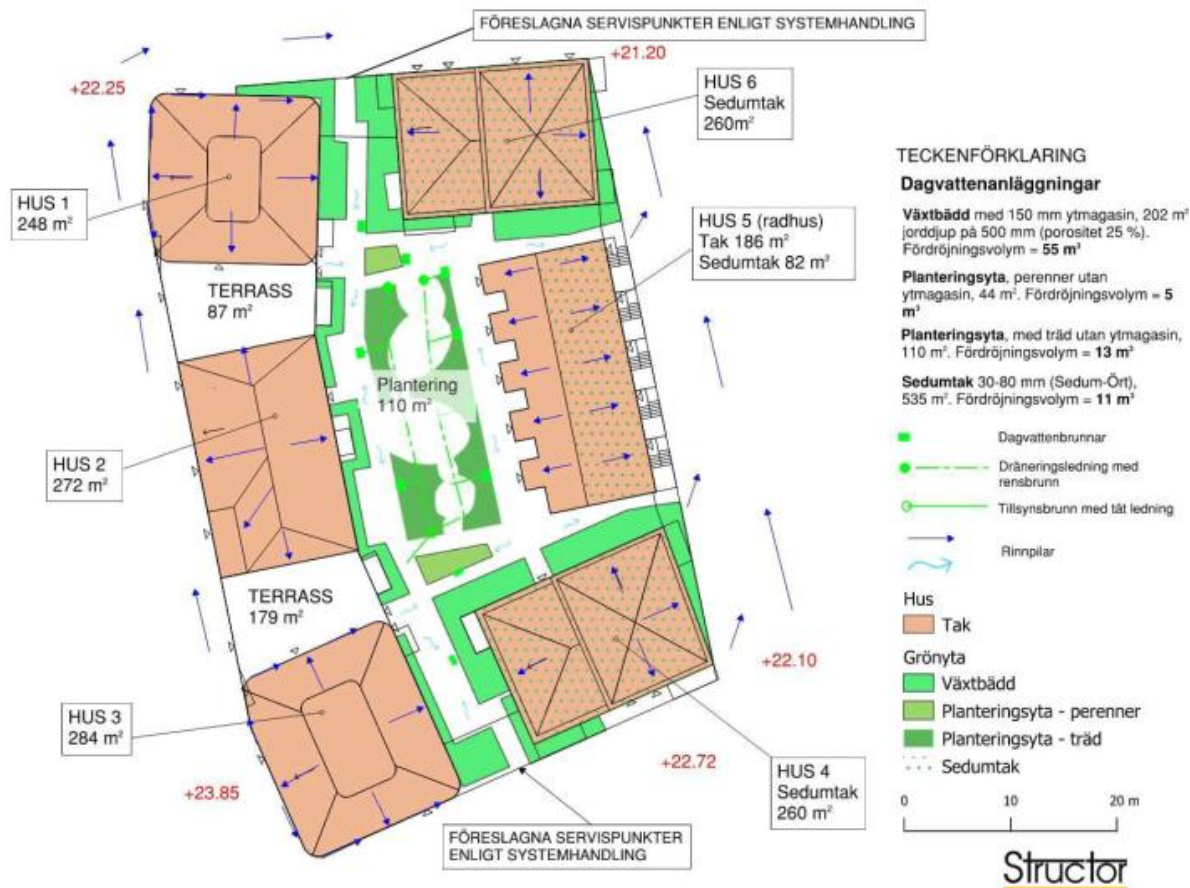 FÖRESLAGNA SERVISPUNKTER ENLIGT SYSTEMHANDLING
+22.25
+21.20
HUS 6
Sedumtak
260m²
HUS 1
248 m²
HUS 5 (radhus)
Tak 186 m²
Sedumtak 82 m²
TERRASS
87 m²
Plantering
110 m²
HUS 2
272 m²
TERRASS
179 m²
HUS 3
284 m²
+23.85
+22.10
+22.72
HUS 4
Sedumtak
260 m²
FÖRESLAGNA SERVISPUNKTER
ENLIGT SYSTEMHANDLING
TECKENFÖRKLARING
Dagvattenanläggningar
Växtbädd med 150 mm ytmagasin, 202 m²
jorddjup på 500 mm (porositet 25 %).
Fördröjningsvolym = 55 m³
Planteringsyta, perenner utan
ytmagasin, 44 m². Fördröjningsvolym = 5
m³
Planteringsyta, med träd utan ytmagasin,
110 m². Fördröjningsvolym = 13 m³
Sedumtak 30-80 mm (Sedum-Ört),
535 m². Fördröjningsvolym = 11 m³
Dagvattenbrunnar
Dräneringsledning med
rensbrunn
Tillsynsbrunn med tät ledning
Rinnpilar
Hus
Tak
Grönyta
Växtbädd
Planteringsyta - perenner
Planteringsyta - träd
Sedumtak
0 10 20 m
Structor